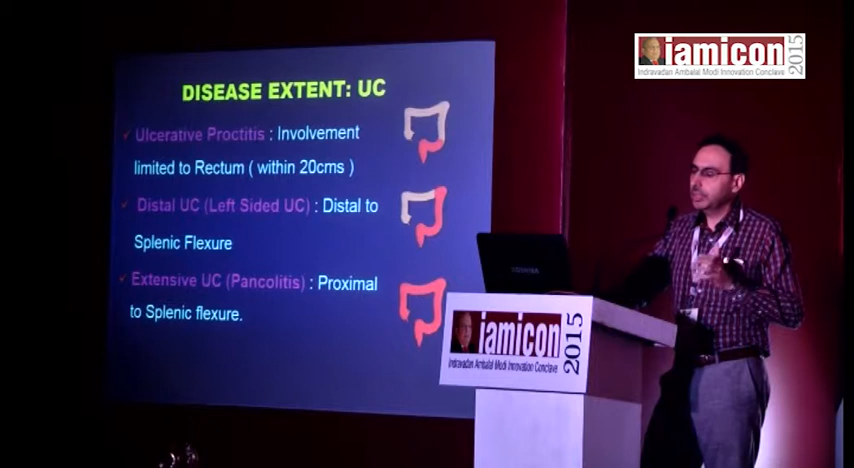 DISEASE EXTENT: UC
✓ Ulcerative Proctitis : Involvement
limited to Rectum ( within 20cms )
✓ Distal UC (Left Sided UC) : Distal to
Splenic Flexure
✓ Extensive UC (Pancolitis) : Proximal
to Splenic flexure.
iamicon 2015
Indravadan Ambalal Modi Innovation Conclave
TOSHIBA
iamicon 2015
Indravadan Ambalal Modi Innovation Conclave